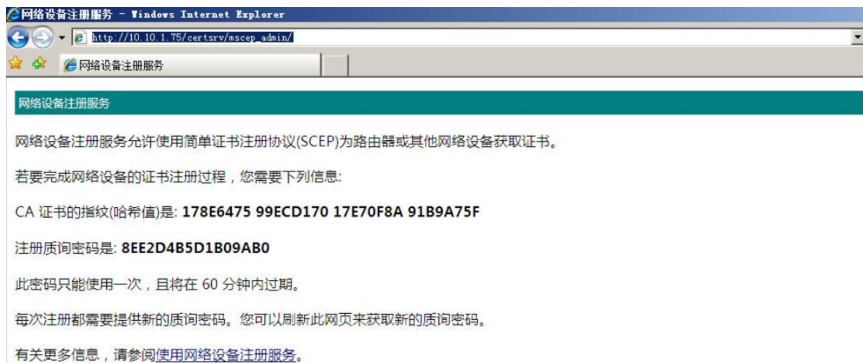 网络设备注册服务 - Windows Internet Explorer
http://10.10.1.75/certsrv/mscep_admin/
网络设备注册服务
网络设备注册服务
网络设备注册服务允许使用简单证书注册协议(SCEP)为路由器或其他网络设备获取证书。
若要完成网络设备的证书注册过程，您需要下列信息:
CA 证书的指纹(哈希值)是: 178E6475 99ECD170 17E70F8A 91B9A75F
注册质询密码是: 8EE2D4B5D1B09AB0
此密码只能使用一次，且将在 60 分钟内过期。
每次注册都需要提供新的质询密码。您可以刷新此网页来获取新的质询密码。
有关更多信息，请参阅使用网络设备注册服务。